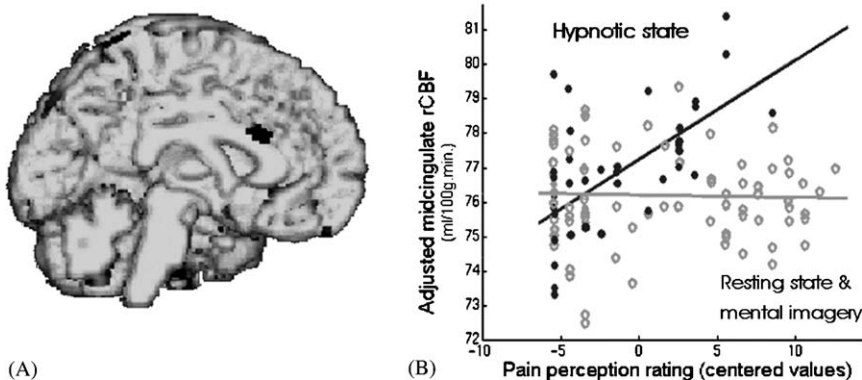 (A)
(B)
Adjusted midcingulate rCBF
(ml/100g.min.)
81
80
79
78
77
76
75
74
73
72
Hypnotic state
Resting state &
mental imagery
-10
-5
0
5
10
Pain perception rating (centered values)